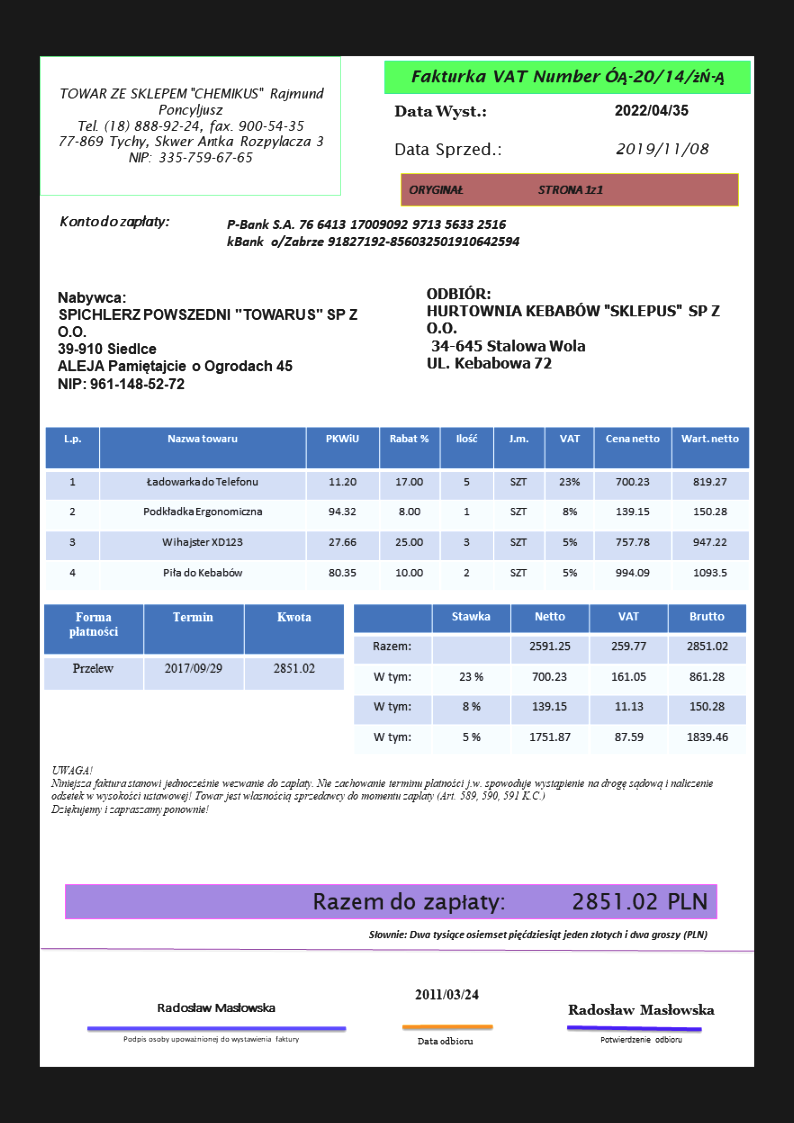 TOWAR ZE SKLEPEM "CHEMIKUS" Rajmund
Poncyljusz
Tel. (18) 888-92-24, fax. 900-54-35
77-869 Tychy, Skwer Antka Rozpylacza 3
NIP: 335-759-67-65
Fakturka VAT Number ÓĄ-20/14/żŃ-Ą
Data Wyst.: 2022/04/35
Data Sprzed.: 2019/11/08
ORYGINAŁ STRONA 1z1
Konto do zapłaty: P-Bank S.A. 76 6413 17009092 9713 5633 2516
kBank o/Zabrze 91827192-856032501910642594
Nabywca:
SPICHLERZ POWSZEDNI "TOWARUS" SP Z
O.O.
39-910 Siedlce
ALEJA Pamiętajcie o Ogrodach 45
NIP: 961-148-52-72
ODBIÓR:
HURTOWNIA KEBABÓW "SKLEPUS" SP Z
O.O.
34-645 Stalowa Wola
UL. Kebabowa 72
L.p. Nazwa towaru PKWiU Rabat % Ilość J.m. VAT Cena netto Wart. netto
1 Ładowarka do Telefonu 11.20 17.00 5 SZT 23% 700.23 819.27
2 Podkładka Ergonomiczna 94.32 8.00 1 SZT 8% 139.15 150.28
3 Wihajster XD123 27.66 25.00 3 SZT 5% 757.78 947.22
4 Piła do Kebabów 80.35 10.00 2 SZT 5% 994.09 1093.5
Forma płatności Termin Kwota
Przelew 2017/09/29 2851.02
Stawka Netto VAT Brutto
Razem: 2591.25 259.77 2851.02
W tym: 23 % 700.23 161.05 861.28
W tym: 8 % 139.15 11.13 150.28
W tym: 5 % 1751.87 87.59 1839.46
UWAGA!
Niniejsza faktura stanowi jednocześnie wezwanie do zapłaty. Nie zachowanie terminu płatności j.w. spowoduje wystąpienie na drogę sądową i naliczenie
odsetek w wysokości ustawowej! Towar jest własnością sprzedawcy do momentu zapłaty (Art. 589, 590, 591 K.C.)
Dziękujemy i zapraszamy ponownie!
Razem do zapłaty: 2851.02 PLN
Słownie: Dwa tysiące osiemset pięćdziesiąt jeden złotych i dwa groszy (PLN)
Radosław Masłowska
Podpis osoby upoważnionej do wystawienia faktury
2011/03/24
Data odbioru
Radosław Masłowska
Potwierdzenie odbioru